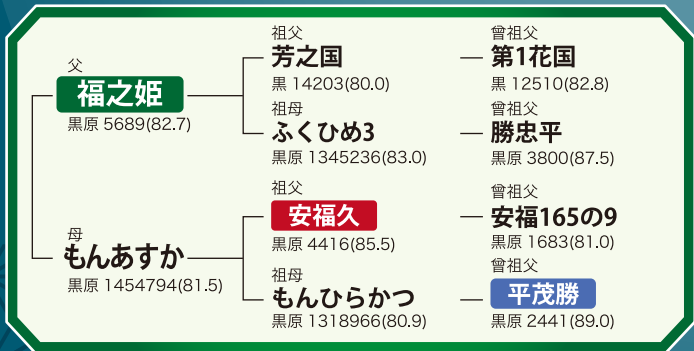 父
福之姫
黒原 5689(82.7)
祖父
芳之国
黒 14203(80.0)
曾祖父
第1花国
黒 12510(82.8)
祖母
ふくひめ3
黒原 1345236(83.0)
曾祖父
勝忠平
黒原 3800(87.5)
母
もんあすか
黒原 1454794(81.5)
祖父
安福久
黒原 4416(85.5)
曾祖父
安福165の9
黒原 1683(81.0)
祖母
もんひらかつ
黒原 1318966(80.9)
曾祖父
平茂勝
黒原 2441(89.0)